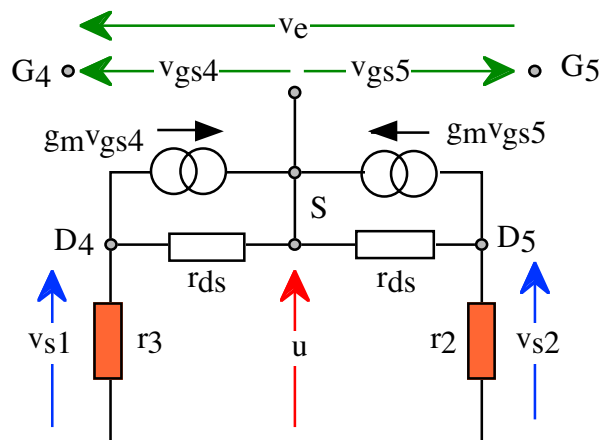 ve
G4 vgs4 vgs5 G5
gmvgs4 gmvgs5
S
D4 D5
rds rds
vs1 r3 u r2 vs2